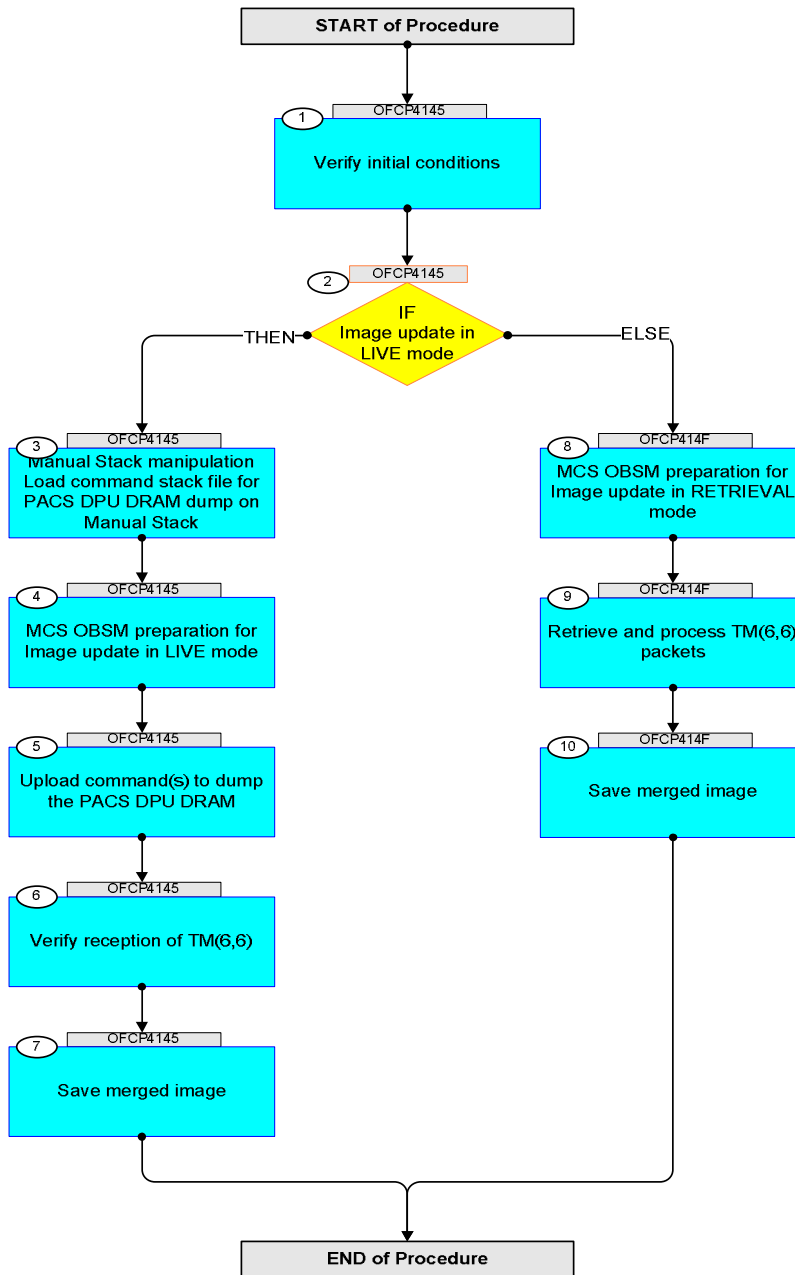 START of Procedure
OFCP4145
1
Verify initial conditions
OFCP4145
2
IF
Image update in
LIVE mode
THEN
ELSE
OFCP4145
3
Manual Stack manipulation
Load command stack file for
PACS DPU DRAM dump on
Manual Stack
OFCP4145
4
MCS OBSM preparation for
Image update in LIVE mode
OFCP4145
5
Upload command(s) to dump
the PACS DPU DRAM
OFCP4145
6
Verify reception of TM(6,6)
OFCP4145
7
Save merged image
OFCP414F
8
MCS OBSM preparation for
Image update in RETRIEVAL
mode
OFCP414F
9
Retrieve and process TM(6,6)
packets
OFCP414F
10
Save merged image
END of Procedure